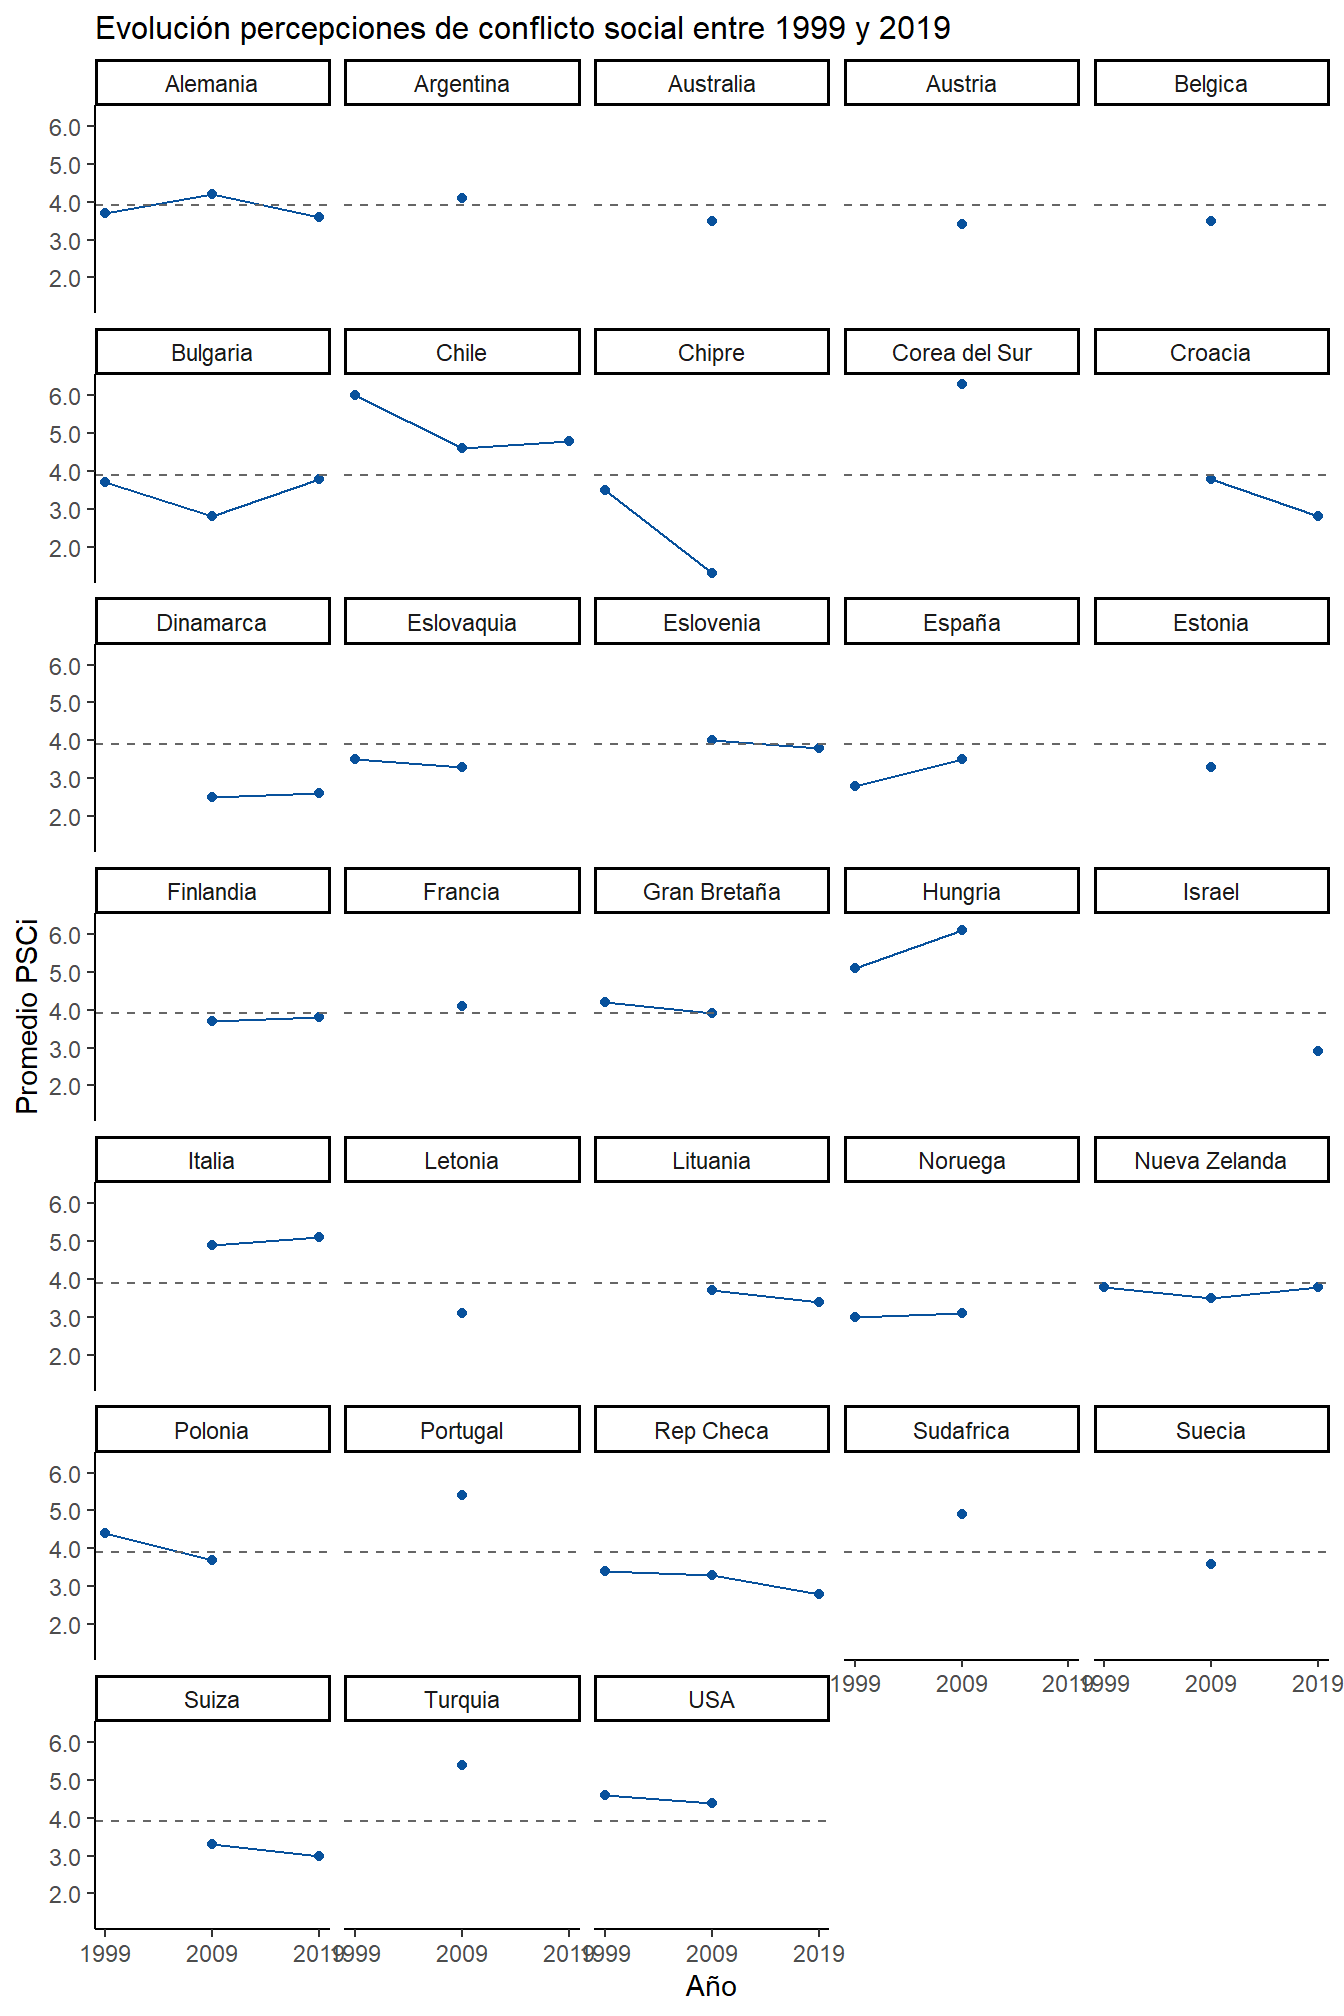 Evolución percepciones de conflicto social entre 1999 y 2019
Alemania Argentina Australia Austria Belgica
6.0
5.0
4.0
3.0
2.0
Bulgaria Chile Chipre Corea del Sur Croacia
6.0
5.0
4.0
3.0
2.0
Dinamarca Eslovaquia Eslovenia España Estonia
6.0
5.0
4.0
3.0
2.0
Finlandia Francia Gran Bretaña Hungria Israel
6.0
5.0
4.0
3.0
2.0
Promedio PSCi
Italia Letonia Lituania Noruega Nueva Zelanda
6.0
5.0
4.0
3.0
2.0
Polonia Portugal Rep Checa Sudafrica Suecia
6.0
5.0
4.0
3.0
2.0
1999 2009 2019 1999 2009 2019
Suiza Turquia USA
6.0
5.0
4.0
3.0
2.0
1999 2009 2019 1999 2009 2019 1999 2009 2019
Año